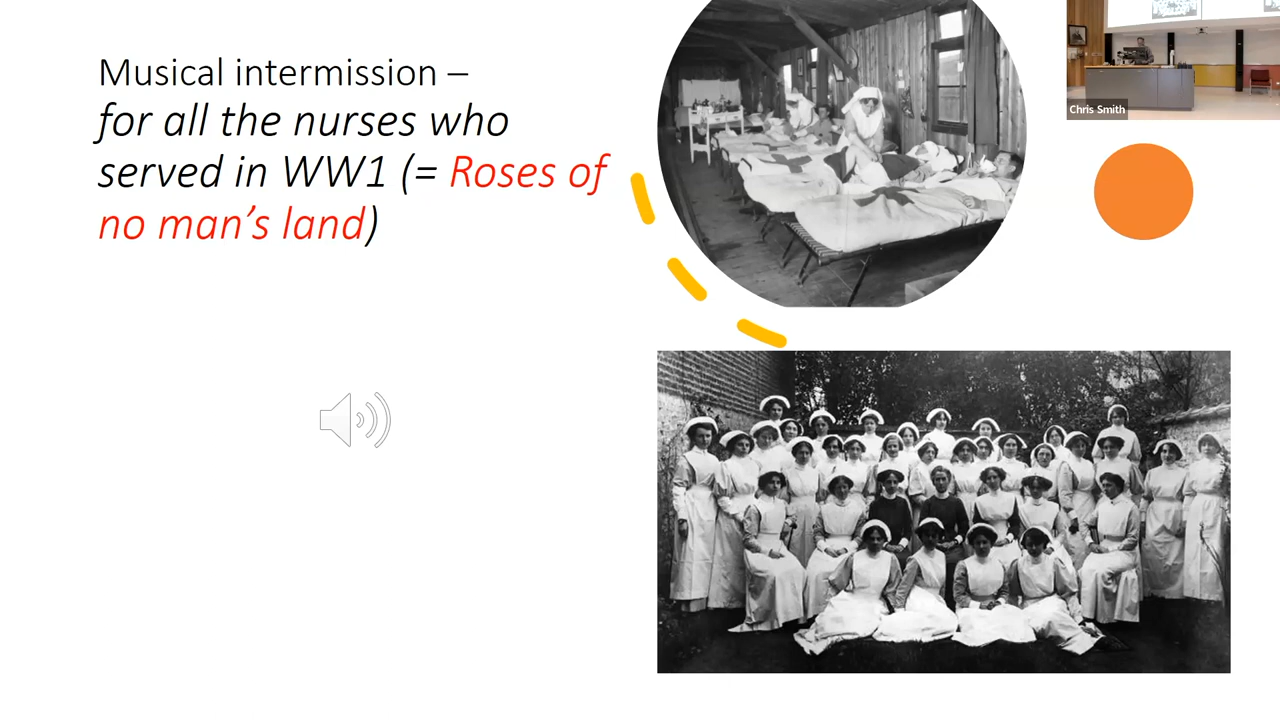 Musical intermission –
for all the nurses who
served in WW1 (= Roses of
no man's land)
Chris Smith